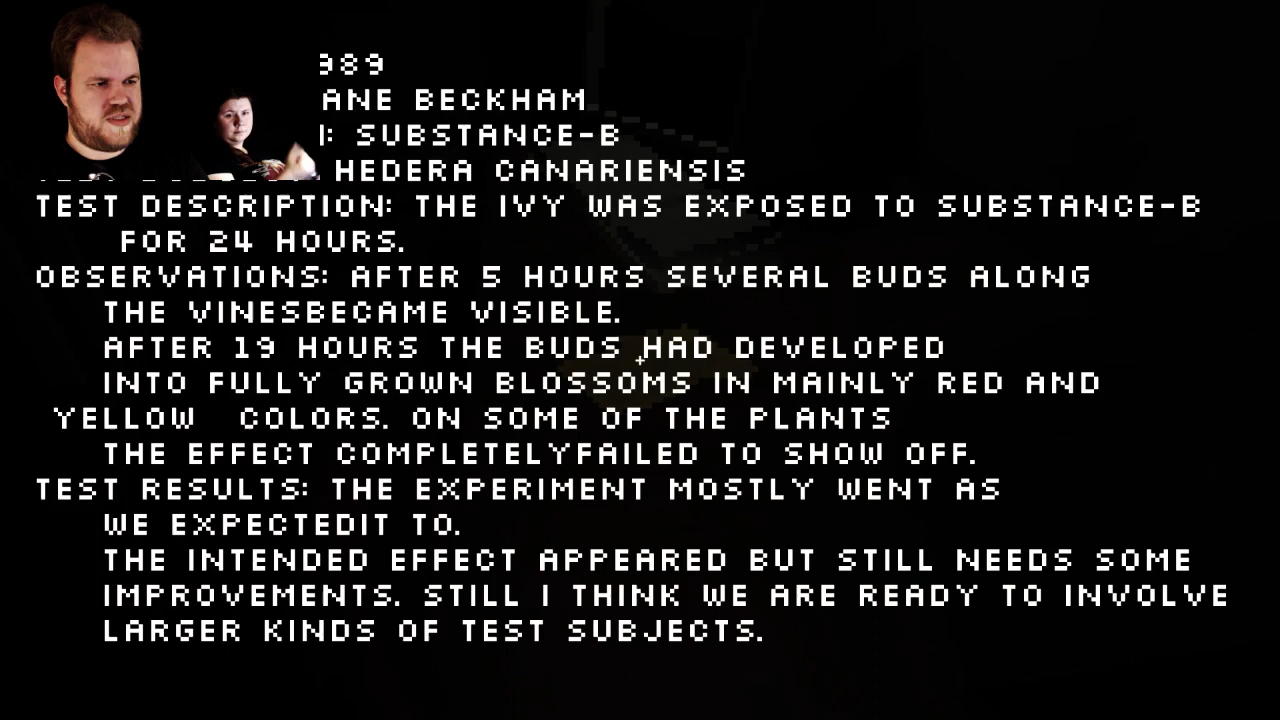 989
ANE BECKHAM
: SUBSTANCE-B
HEDERA CANARIENSIS
TEST DESCRIPTION: THE IVY WAS EXPOSED TO SUBSTANCE-B
FOR 24 HOURS.
OBSERVATIONS: AFTER 5 HOURS SEVERAL BUDS ALONG
THE VINESBECAME VISIBLE.
AFTER 19 HOURS THE BUDS HAD DEVELOPED
INTO FULLY GROWN BLOSSOMS IN MAINLY RED AND
YELLOW COLORS. ON SOME OF THE PLANTS
THE EFFECT COMPLETELYFAILED TO SHOW OFF.
TEST RESULTS: THE EXPERIMENT MOSTLY WENT AS
WE EXPECTEDIT TO.
THE INTENDED EFFECT APPEARED BUT STILL NEEDS SOME
IMPROVEMENTS. STILL I THINK WE ARE READY TO INVOLVE
LARGER KINDS OF TEST SUBJECTS.